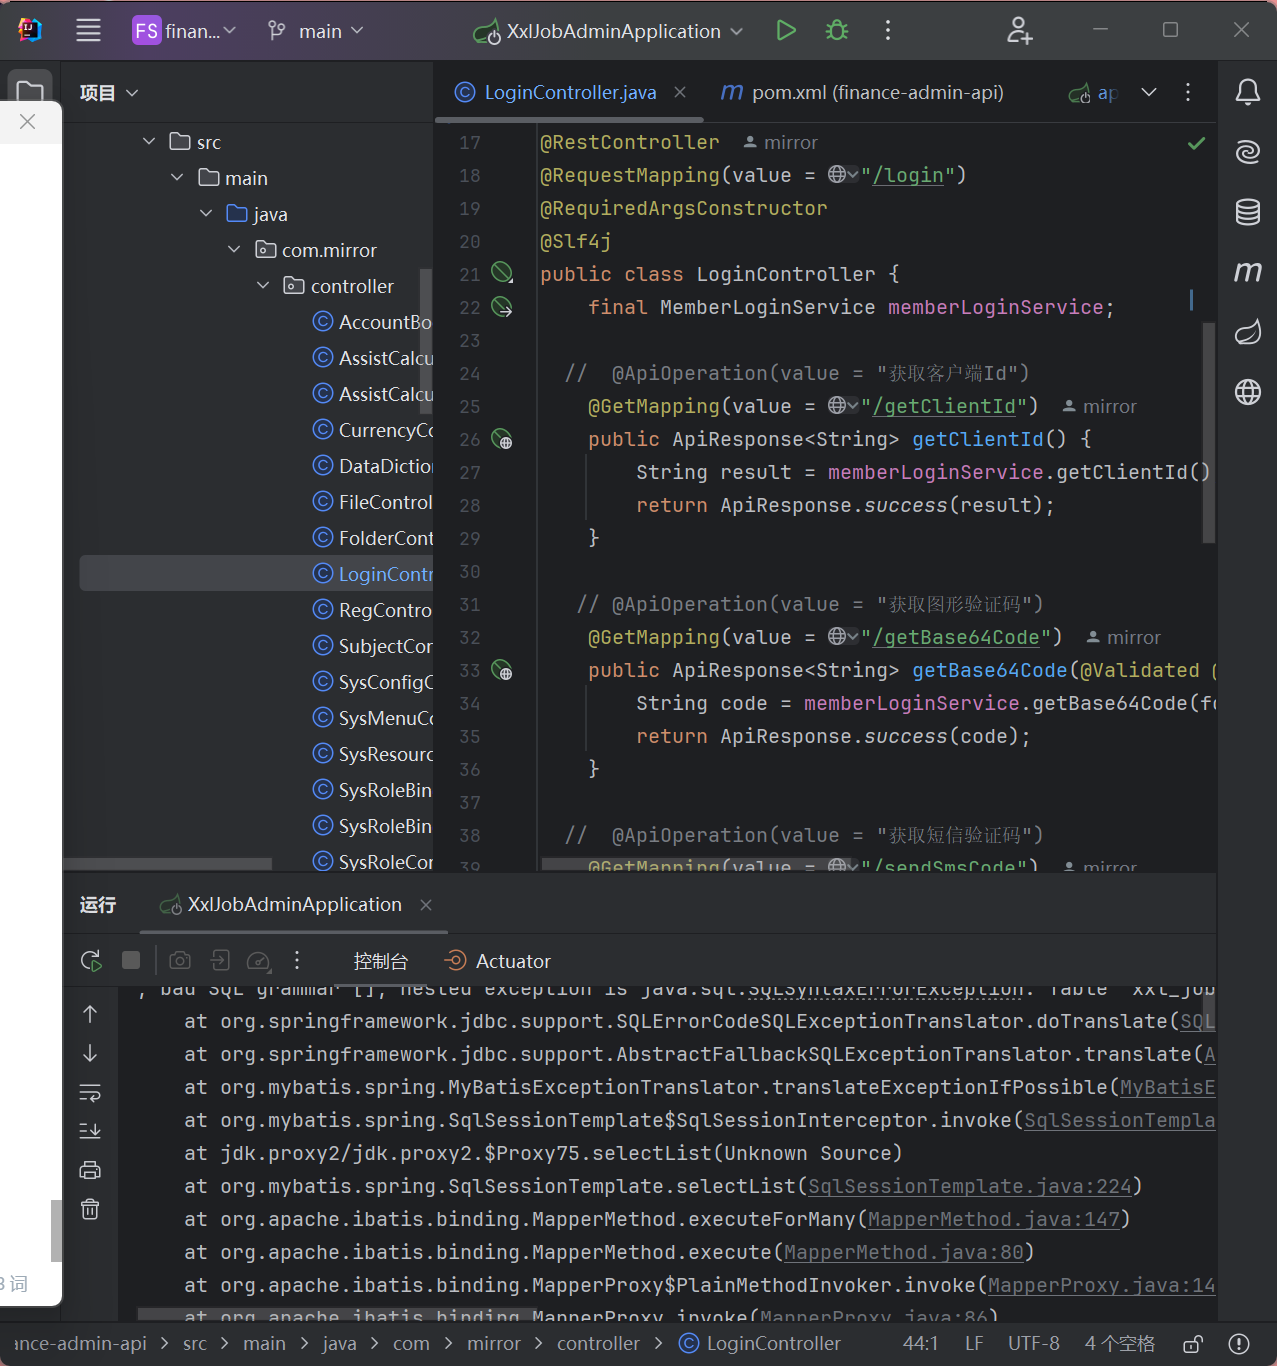 FS finan... main XxlJobAdminApplication
项目
LoginController.java
pom.xml (finance-admin-api)
ap
src
main
java
com.mirror
controller
AccountBo
AssistCalcu
AssistCalcu
CurrencyCo
DataDiction
FileControl
FolderCont
LoginContr
RegContro
SubjectCor
SysConfigC
SysMenuCo
SysResourc
SysRoleBin
SysRoleBin
SysRoleCor
17 @RestController mirror
18 @RequestMapping(value = "/login")
19 @RequiredArgsConstructor
20 @Slf4j
21 public class LoginController {
22 final MemberLoginService memberLoginService;
23
24 // @ApiOperation(value = "获取客户端Id")
25 @GetMapping(value = "/getClientId") mirror
26 public ApiResponse<String> getClientId() {
27 String result = memberLoginService.getClientId()
28 return ApiResponse.success(result);
29 }
30
31 // @ApiOperation(value = "获取图形验证码")
32 @GetMapping(value = "/getBase64Code") mirror
33 public ApiResponse<String> getBase64Code(@Validated @
34 String code = memberLoginService.getBase64Code(fo
35 return ApiResponse.success(code);
36 }
37
38 // @ApiOperation(value = "获取短信验证码")
39 @GetMapping(value = "/sendSmsCode") mirror
运行 XxlJobAdminApplication
控制台 Actuator
; bad SQL grammar []; nested exception is java.sql.SQLSyntaxErrorException: Table 'xxl_job
at org.springframework.jdbc.support.SQLErrorCodeSQLExceptionTranslator.doTranslate(SQL
at org.springframework.jdbc.support.AbstractFallbackSQLExceptionTranslator.translate(A
at org.mybatis.spring.MyBatisExceptionTranslator.translateExceptionIfPossible(MyBatisE
at org.mybatis.spring.SqlSessionTemplate$SqlSessionInterceptor.invoke(SqlSessionTempla
at jdk.proxy2/jdk.proxy2.$Proxy75.selectList(Unknown Source)
at org.mybatis.spring.SqlSessionTemplate.selectList(SqlSessionTemplate.java:224)
at org.apache.ibatis.binding.MapperMethod.executeForMany(MapperMethod.java:147)
at org.apache.ibatis.binding.MapperMethod.execute(MapperMethod.java:80)
at org.apache.ibatis.binding.MapperProxy$PlainMethodInvoker.invoke(MapperProxy.java:14
at org.apache.ibatis.binding.MapperProxy.invoke(MapperProxy.java:86)
3 词
ance-admin-api > src > main > java > com > mirror > controller > LoginController 44:1 LF UTF-8 4 个空格